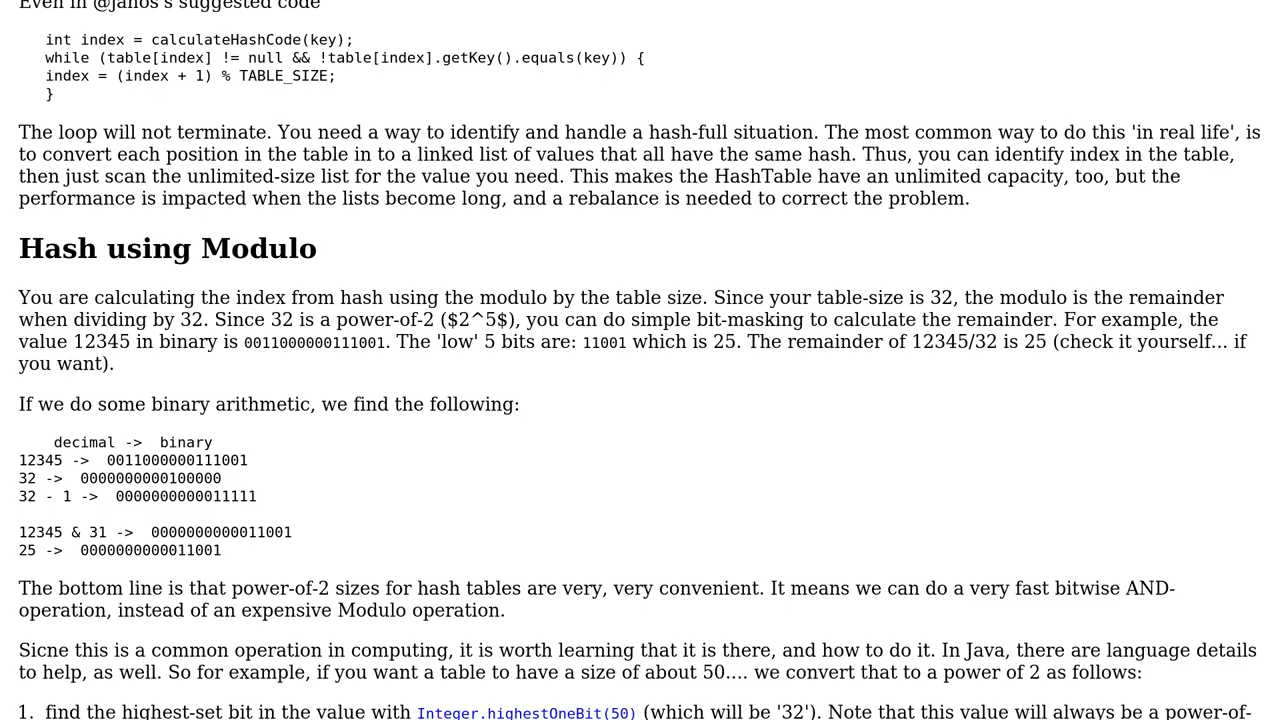 Even in @janos's suggested code
int index = calculateHashCode(key);
while (table[index] != null && !table[index].getKey().equals(key)) {
index = (index + 1) % TABLE_SIZE;
}
The loop will not terminate. You need a way to identify and handle a hash-full situation. The most common way to do this 'in real life', is
to convert each position in the table in to a linked list of values that all have the same hash. Thus, you can identify index in the table,
then just scan the unlimited-size list for the value you need. This makes the HashTable have an unlimited capacity, too, but the
performance is impacted when the lists become long, and a rebalance is needed to correct the problem.
Hash using Modulo
You are calculating the index from hash using the modulo by the table size. Since your table-size is 32, the modulo is the remainder
when dividing by 32. Since 32 is a power-of-2 ($2^5$), you can do simple bit-masking to calculate the remainder. For example, the
value 12345 in binary is 0011000000111001. The 'low' 5 bits are: 11001 which is 25. The remainder of 12345/32 is 25 (check it yourself... if
you want).
If we do some binary arithmetic, we find the following:
decimal -> binary
12345 -> 0011000000111001
32 -> 0000000000100000
32 - 1 -> 0000000000011111
12345 & 31 -> 0000000000011001
25 -> 0000000000011001
The bottom line is that power-of-2 sizes for hash tables are very, very convenient. It means we can do a very fast bitwise AND-
operation, instead of an expensive Modulo operation.
Sicne this is a common operation in computing, it is worth learning that it is there, and how to do it. In Java, there are language details
to help, as well. So for example, if you want a table to have a size of about 50.... we convert that to a power of 2 as follows:
1. find the highest-set bit in the value with Integer.highestOneBit(50) (which will be '32'). Note that this value will always be a power-of-